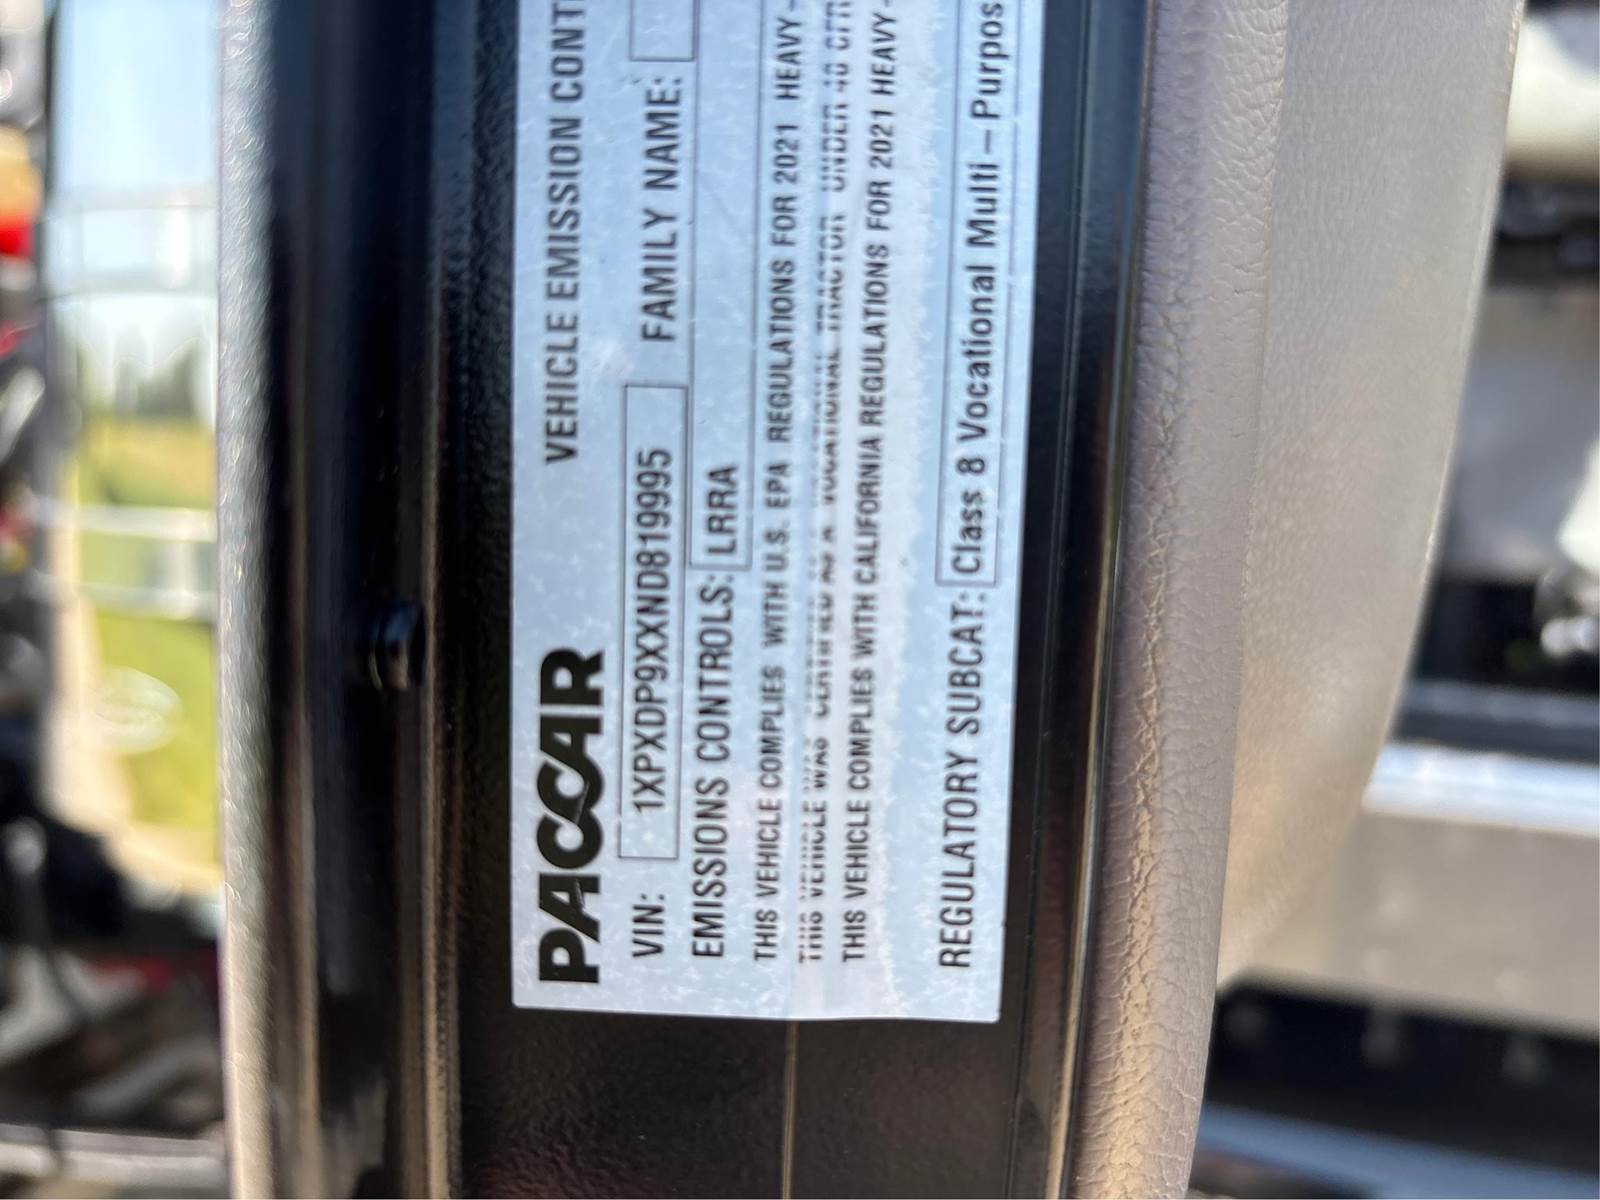 PACCAR
VEHICLE EMISSION CONT
VIN: 1XPXDP9XXND819995 FAMILY NAME:
EMISSIONS CONTROLS: LRRA
THIS VEHICLE COMPLIES WITH U.S. EPA REGULATIONS FOR 2021 HEAVY-
THIS VEHICLE WAS CERTIFIED AS A VOCATIONAL TRACTOR UNDER 40 CFR
THIS VEHICLE COMPLIES WITH CALIFORNIA REGULATIONS FOR 2021 HEAVY-
REGULATORY SUBCAT: Class 8 Vocational Multi-Purpos